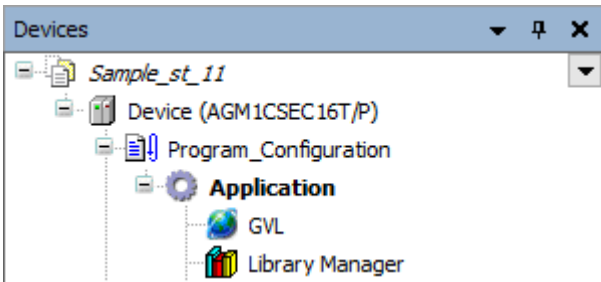 Devices
Sample_st_11
Device (AGM1CSEC16T/P)
Program_Configuration
Application
GVL
Library Manager